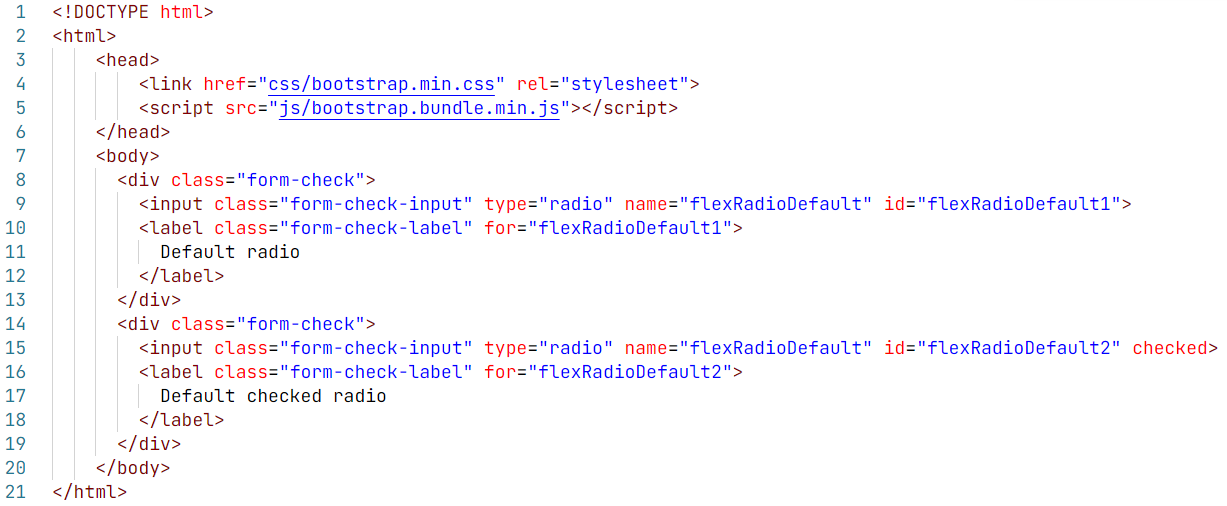 1 <!DOCTYPE html>
2 <html>
3 <head>
4 <link href="css/bootstrap.min.css" rel="stylesheet">
5 <script src="js/bootstrap.bundle.min.js"></script>
6 </head>
7 <body>
8 <div class="form-check">
9 <input class="form-check-input" type="radio" name="flexRadioDefault" id="flexRadioDefault1">
10 <label class="form-check-label" for="flexRadioDefault1">
11 Default radio
12 </label>
13 </div>
14 <div class="form-check">
15 <input class="form-check-input" type="radio" name="flexRadioDefault" id="flexRadioDefault2" checked>
16 <label class="form-check-label" for="flexRadioDefault2">
17 Default checked radio
18 </label>
19 </div>
20 </body>
21 </html>